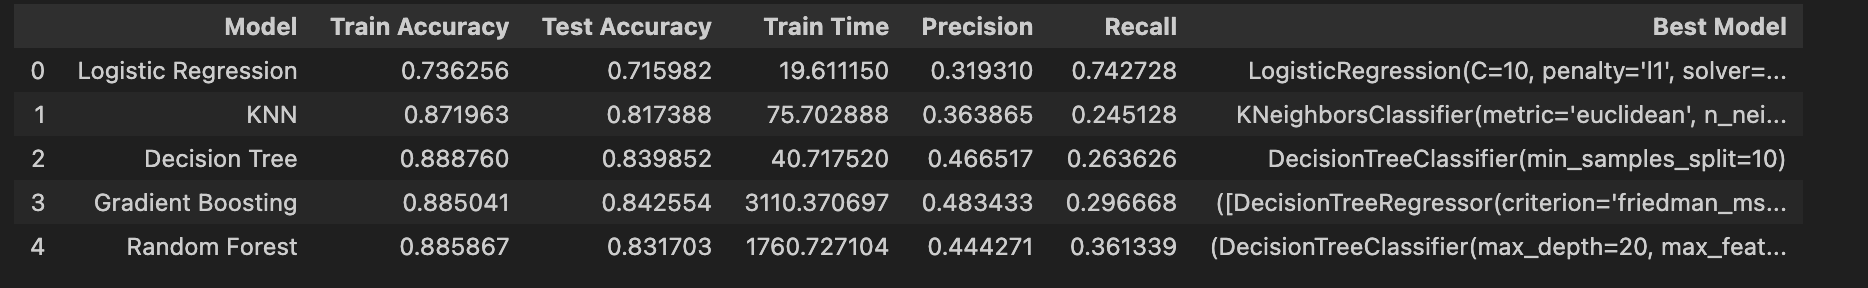 Model Train Accuracy Test Accuracy Train Time Precision Recall Best Model
0 Logistic Regression 0.736256 0.715982 19.611150 0.319310 0.742728 LogisticRegression(C=10, penalty='l1', solver=...
1 KNN 0.871963 0.817388 75.702888 0.363865 0.245128 KNeighborsClassifier(metric='euclidean', n_nei...
2 Decision Tree 0.888760 0.839852 40.717520 0.466517 0.263626 DecisionTreeClassifier(min_samples_split=10)
3 Gradient Boosting 0.885041 0.842554 3110.370697 0.483433 0.296668 ([DecisionTreeRegressor(criterion='friedman_ms...
4 Random Forest 0.885867 0.831703 1760.727104 0.444271 0.361339 (DecisionTreeClassifier(max_depth=20, max_feat...